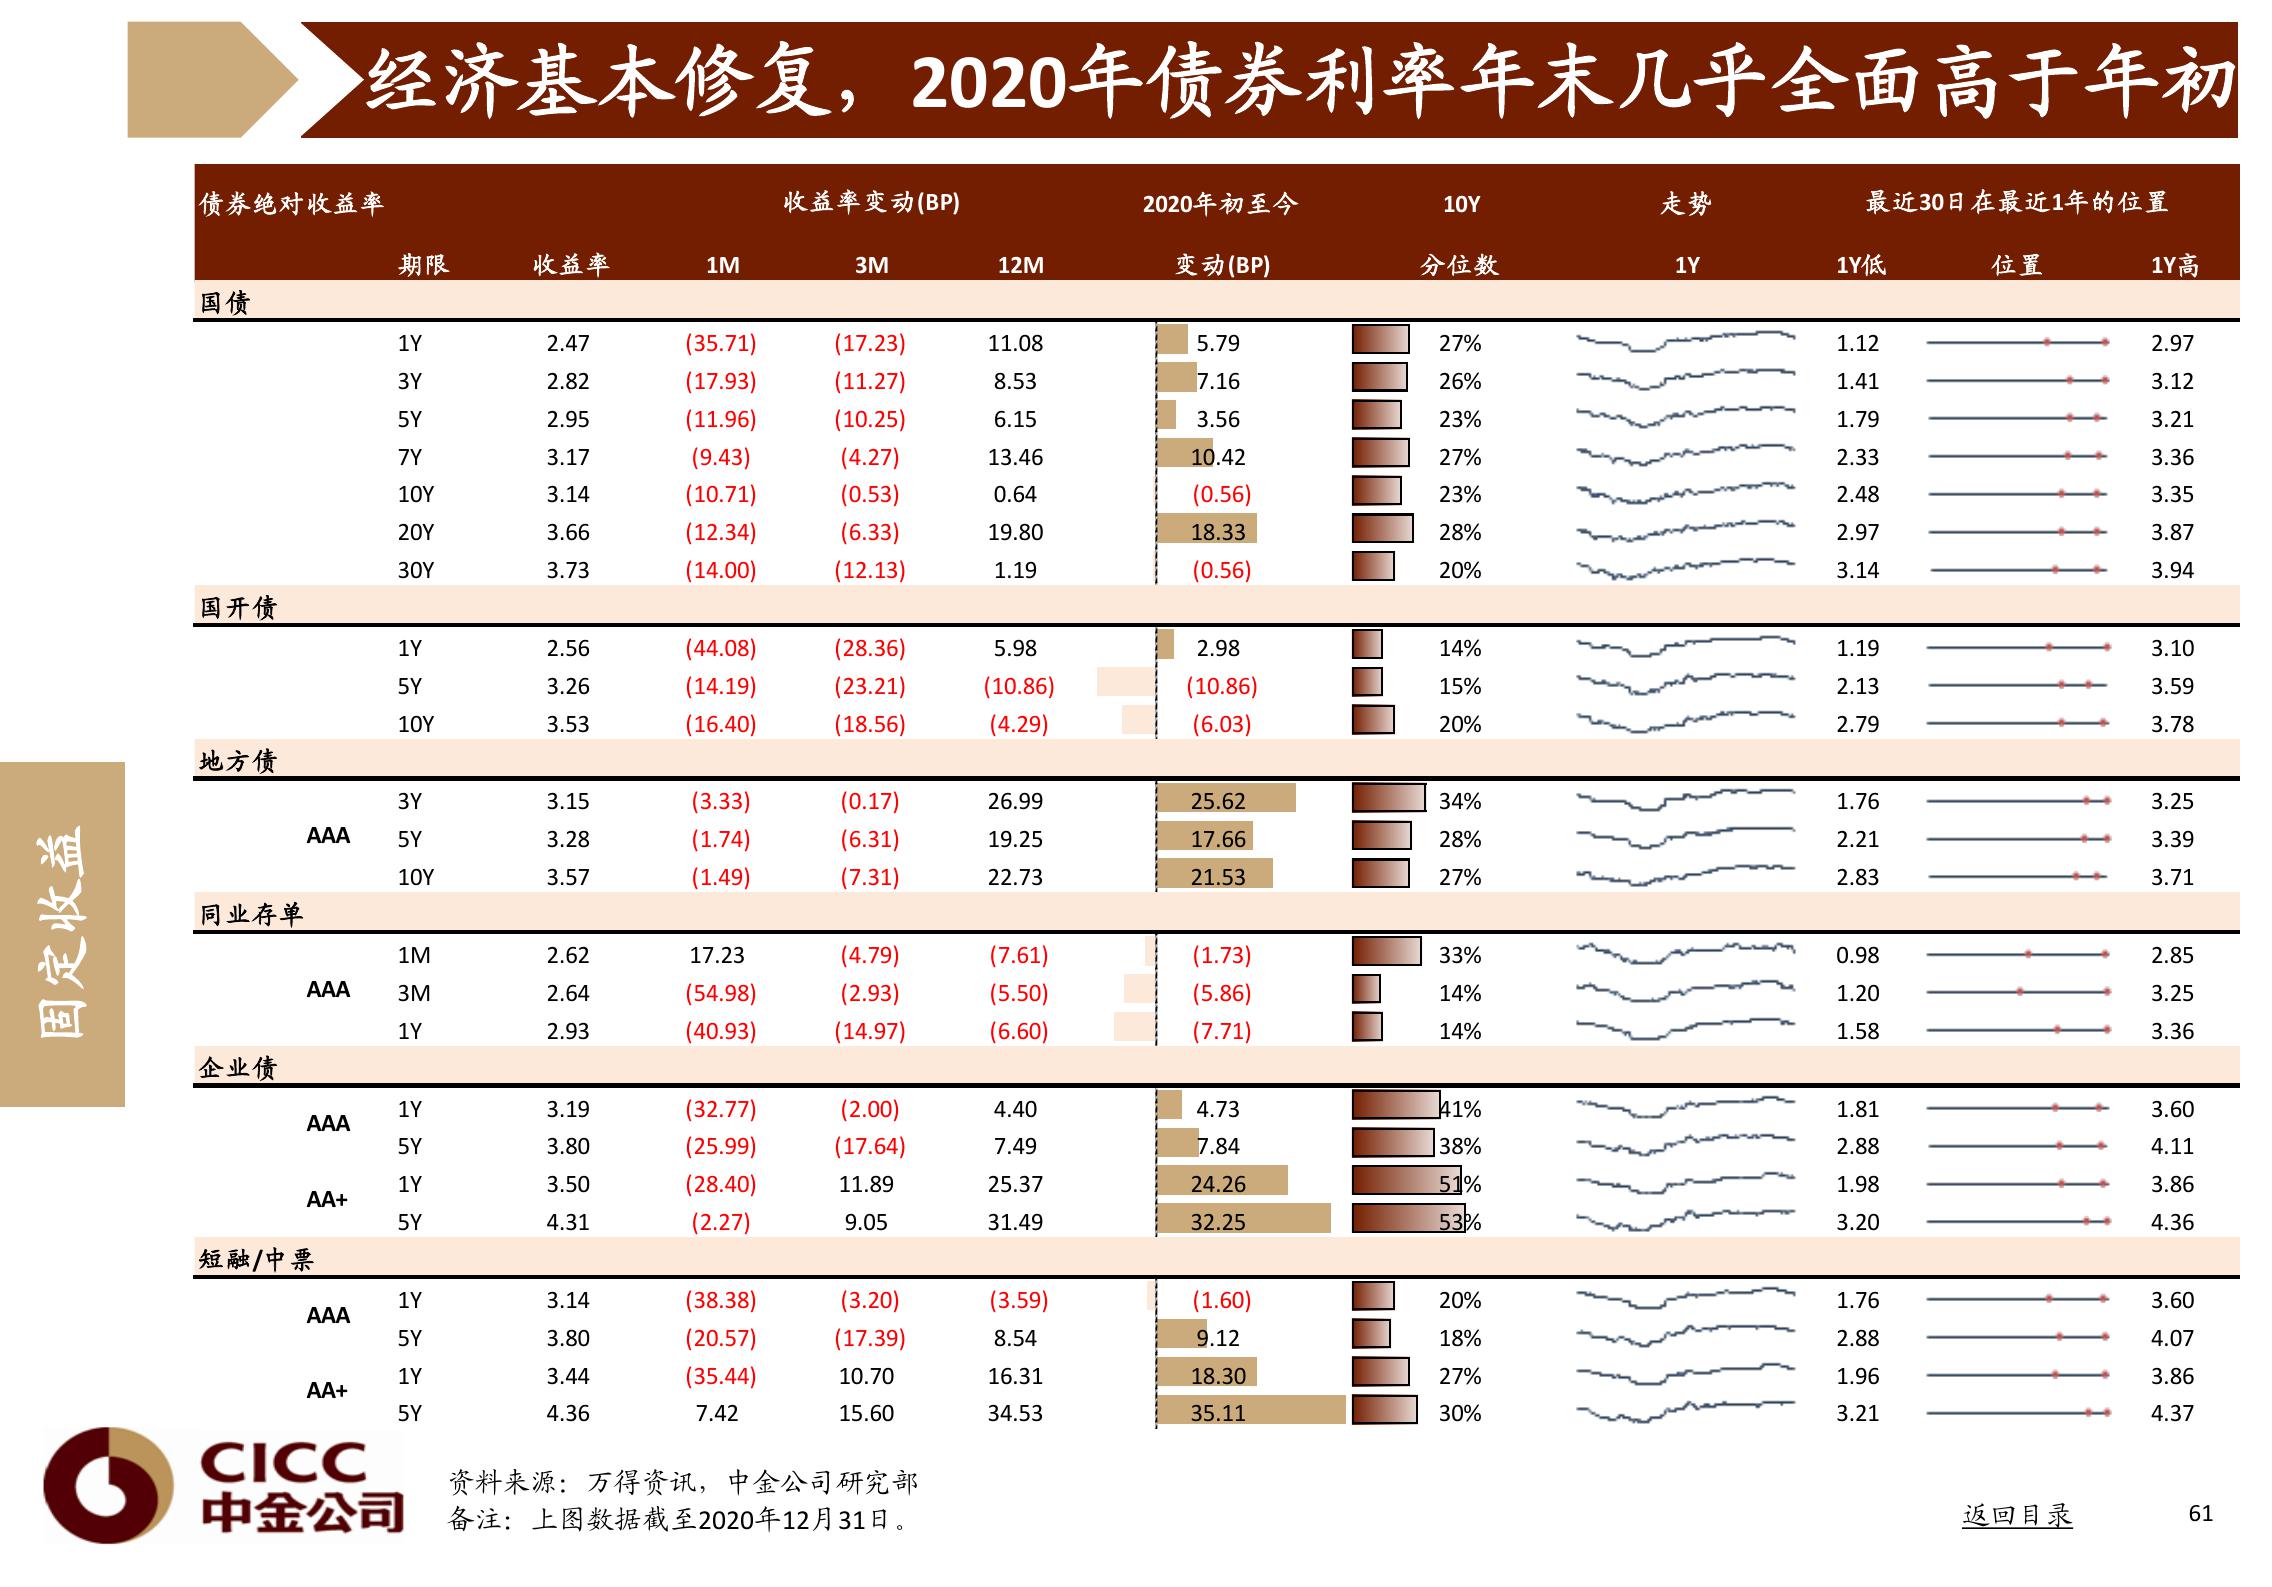 经济基本修复，2020年债券利率年末几乎全面高于年初
债券绝对收益率 收益率变动(BP) 2020年初至今 10Y 走势 最近30日在最近1年的位置
期限 收益率 1M 3M 12M 变动(BP) 分位数 1Y 1Y低 位置 1Y高
国债
1Y 2.47 (35.71) (17.23) 11.08 5.79 27% 1.12 2.97
3Y 2.82 (17.93) (11.27) 8.53 7.16 26% 1.41 3.12
5Y 2.95 (11.96) (10.25) 6.15 3.56 23% 1.79 3.21
7Y 3.17 (9.43) (4.27) 13.46 10.42 27% 2.33 3.36
10Y 3.14 (10.71) (0.53) 0.64 (0.56) 23% 2.48 3.35
20Y 3.66 (12.34) (6.33) 19.80 18.33 28% 2.97 3.87
30Y 3.73 (14.00) (12.13) 1.19 (0.56) 20% 3.14 3.94
国开债
1Y 2.56 (44.08) (28.36) 5.98 2.98 14% 1.19 3.10
5Y 3.26 (14.19) (23.21) (10.86) (10.86) 15% 2.13 3.59
10Y 3.53 (16.40) (18.56) (4.29) (6.03) 20% 2.79 3.78
地方债
3Y 3.15 (3.33) (0.17) 26.99 25.62 34% 1.76 3.25
AAA 5Y 3.28 (1.74) (6.31) 19.25 17.66 28% 2.21 3.39
10Y 3.57 (1.49) (7.31) 22.73 21.53 27% 2.83 3.71
同业存单
1M 2.62 17.23 (4.79) (7.61) (1.73) 33% 0.98 2.85
AAA 3M 2.64 (54.98) (2.93) (5.50) (5.86) 14% 1.20 3.25
1Y 2.93 (40.93) (14.97) (6.60) (7.71) 14% 1.58 3.36
企业债
AAA
1Y 3.19 (32.77) (2.00) 4.40 4.73 41% 1.81 3.60
5Y 3.80 (25.99) (17.64) 7.49 7.84 38% 2.88 4.11
AA+
1Y 3.50 (28.40) 11.89 25.37 24.26 51% 1.98 3.86
5Y 4.31 (2.27) 9.05 31.49 32.25 53% 3.20 4.36
短融/中票
AAA
1Y 3.14 (38.38) (3.20) (3.59) (1.60) 20% 1.76 3.60
5Y 3.80 (20.57) (17.39) 8.54 9.12 18% 2.88 4.07
AA+
1Y 3.44 (35.44) 10.70 16.31 18.30 27% 1.96 3.86
5Y 4.36 7.42 15.60 34.53 35.11 30% 3.21 4.37
固定收益
CICC
中金公司
资料来源：万得资讯，中金公司研究部
备注：上图数据截至2020年12月31日。
返回目录 61